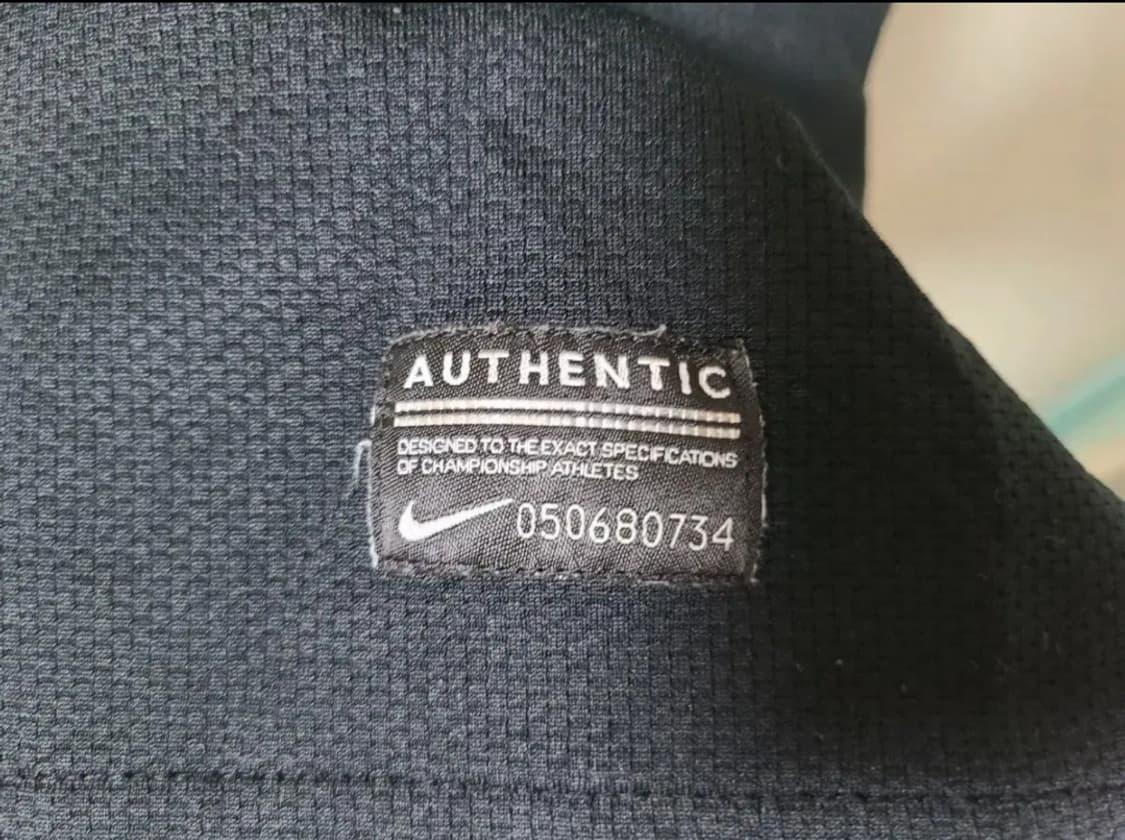 AUTHENTIC
DESIGNED TO THE EXACT SPECIFICATIONS
OF CHAMPIONSHIP ATHLETES
050680734